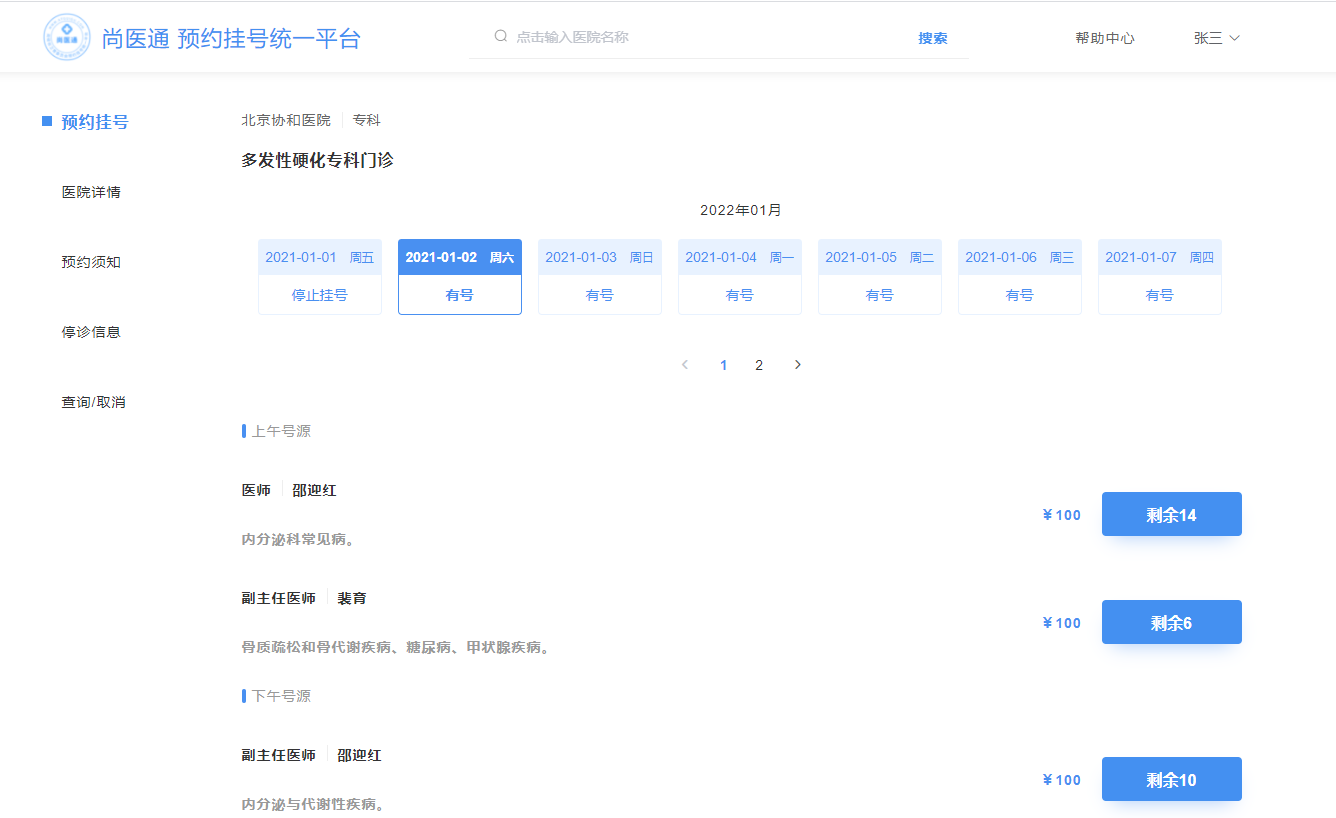 尚医通 预约挂号统一平台
点击输入医院名称 搜索 帮助中心 张三
预约挂号
医院详情
预约须知
停诊信息
查询/取消
北京协和医院 专科
多发性硬化专科门诊
2022年01月
2021-01-01 周五 2021-01-02 周六 2021-01-03 周日 2021-01-04 周一 2021-01-05 周二 2021-01-06 周三 2021-01-07 周四
停止挂号 有号 有号 有号 有号 有号 有号
1 2
上午号源
医师 邵迎红
¥100 剩余14
内分泌科常见病。
副主任医师 裴育
¥100 剩余6
骨质疏松和骨代谢疾病、糖尿病、甲状腺疾病。
下午号源
副主任医师 邵迎红
¥100 剩余10
内分泌与代谢性疾病。